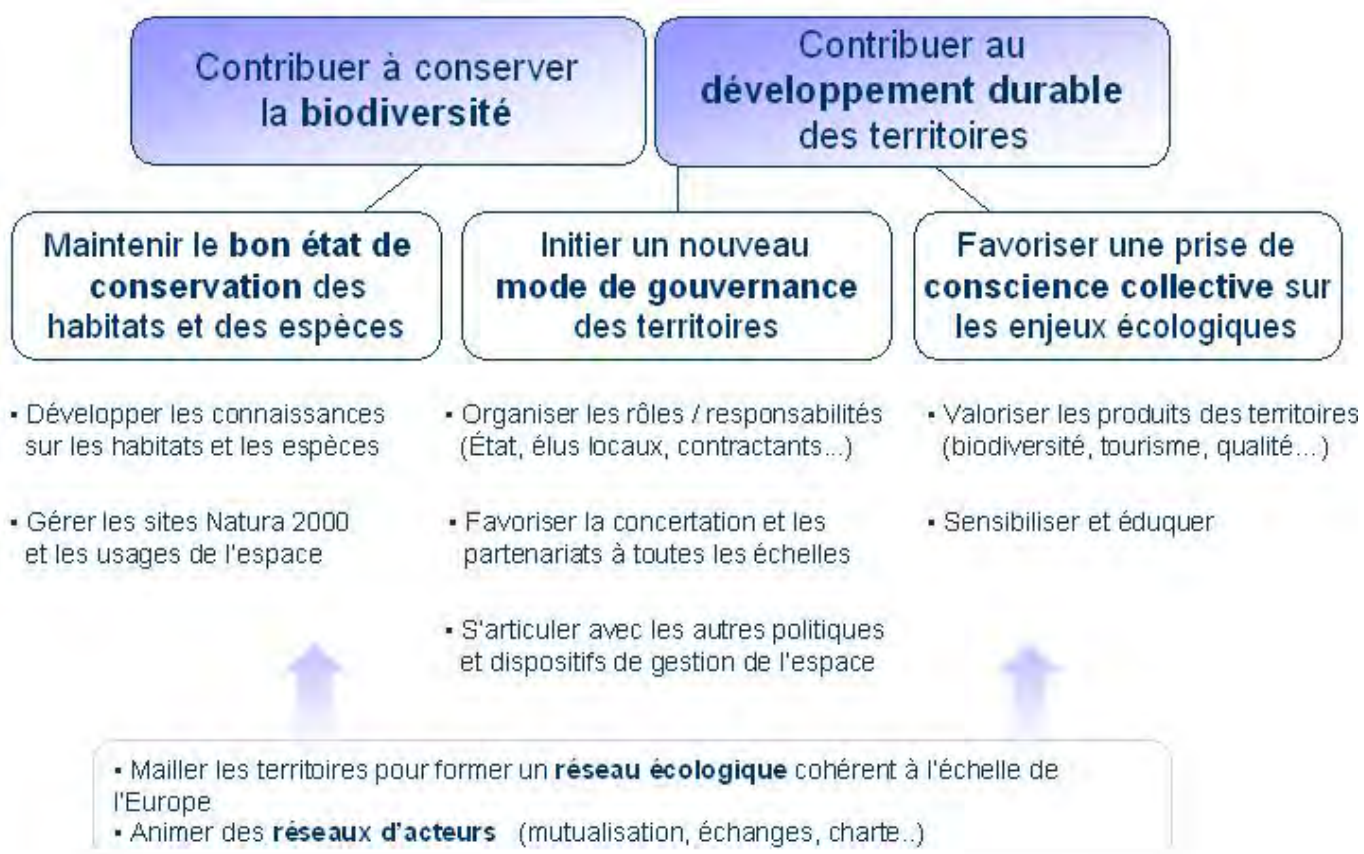 Contribuer à conserver
la biodiversité
Contribuer au
développement durable
des territoires
Maintenir le bon état de
conservation des
habitats et des espèces
Initier un nouveau
mode de gouvernance
des territoires
Favoriser une prise de
conscience collective sur
les enjeux écologiques
▪ Développer les connaissances
sur les habitats et les espèces
▪ Gérer les sites Natura 2000
et les usages de l'espace
▪ Organiser les rôles / responsabilités
(État, élus locaux, contractants...)
▪ Favoriser la concertation et les
partenariats à toutes les échelles
▪ S'articuler avec les autres politiques
et dispositifs de gestion de l'espace
▪ Valoriser les produits des territoires
(biodiversité, tourisme, qualité...)
▪ Sensibiliser et éduquer
▪ Mailler les territoires pour former un réseau écologique cohérent à l'échelle de
l'Europe
▪ Animer des réseaux d'acteurs (mutualisation, échanges, charte..)